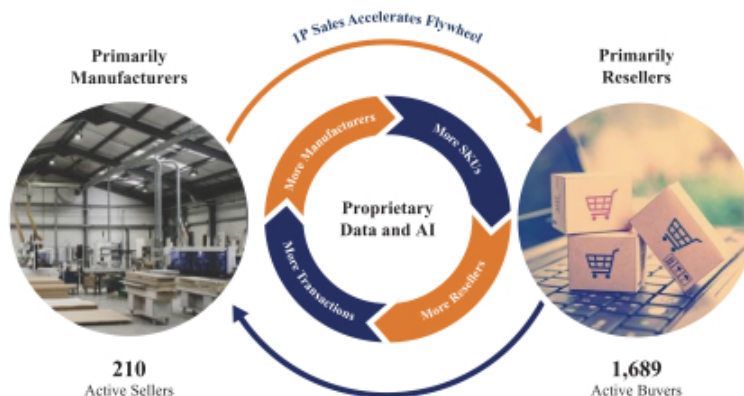 1P Sales Accelerates Flywheel
Primarily
Manufacturers
Primarily
Resellers
More Manufacturers
More SKUs
Proprietary
Data and AI
More Transactions
More Resellers
210
Active Sellers
1,689
Active Buyers